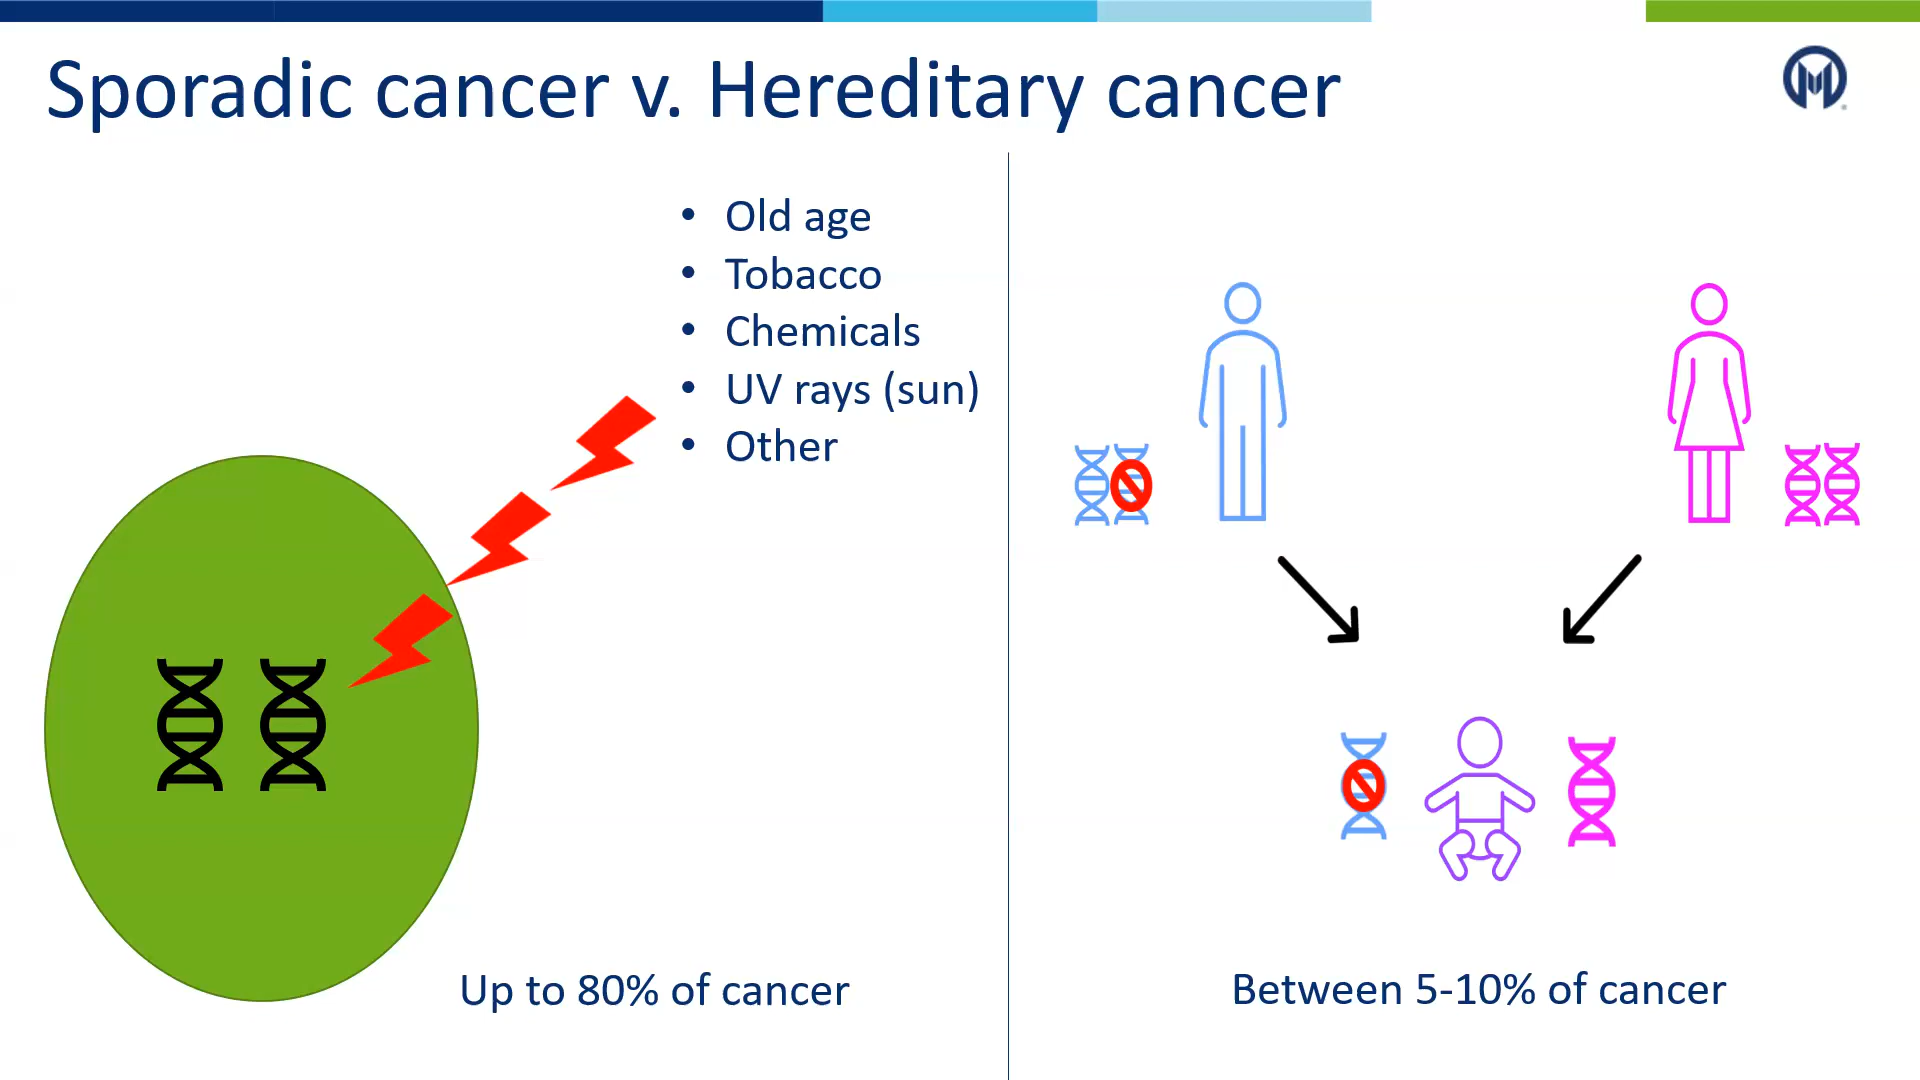 Sporadic cancer v. Hereditary cancer
• Old age
• Tobacco
• Chemicals
• UV rays (sun)
• Other
Up to 80% of cancer
Between 5-10% of cancer